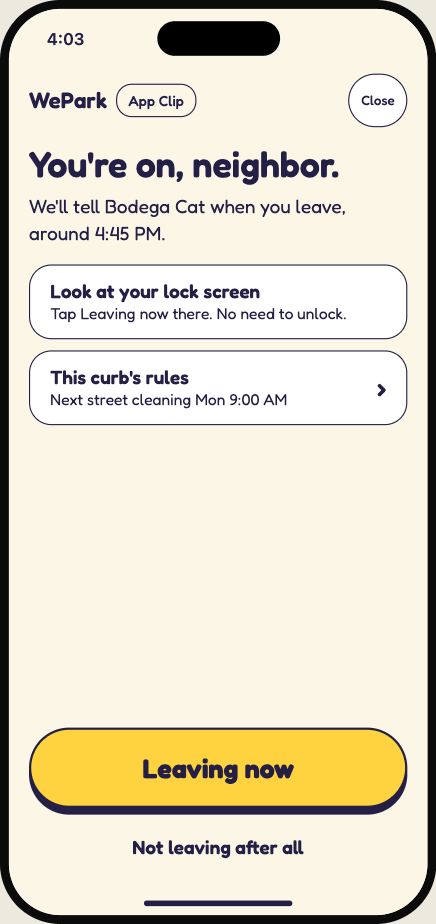 4:03
WePark App Clip Close
You're on, neighbor.
We'll tell Bodega Cat when you leave,
around 4:45 PM.
Look at your lock screen
Tap Leaving now there. No need to unlock.
This curb's rules
Next street cleaning Mon 9:00 AM
Leaving now
Not leaving after all